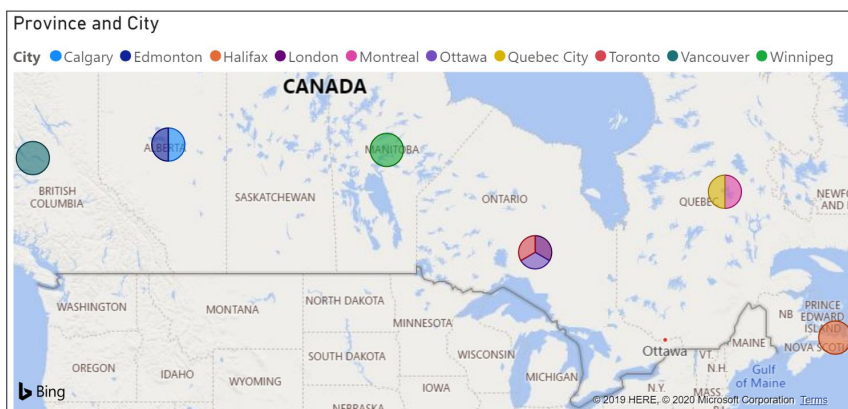 Province and City
City Calgary Edmonton Halifax London Montreal Ottawa Quebec City Toronto Vancouver Winnipeg
CANADA
ALBERTA
MANITOBA
BRITISH
COLUMBIA
SASKATCHEWAN
ONTARIO
QUEBEC
NEWF
AND
WASHINGTON
MONTANA
NORTH DAKOTA
MINNESOTA
NB
PRINCE
EDWARD
ISLAND
NOVA SCOTIA
OREGON
IDAHO
WYOMING
SOUTH DAKOTA
WISCONSIN
MICHIGAN
Ottawa
MAINE
VT.
N.H.
Gulf
of Maine
IOWA
N.Y.
MASS
NEBRASKA
Bing
© 2019 HERE, © 2020 Microsoft Corporation Terms